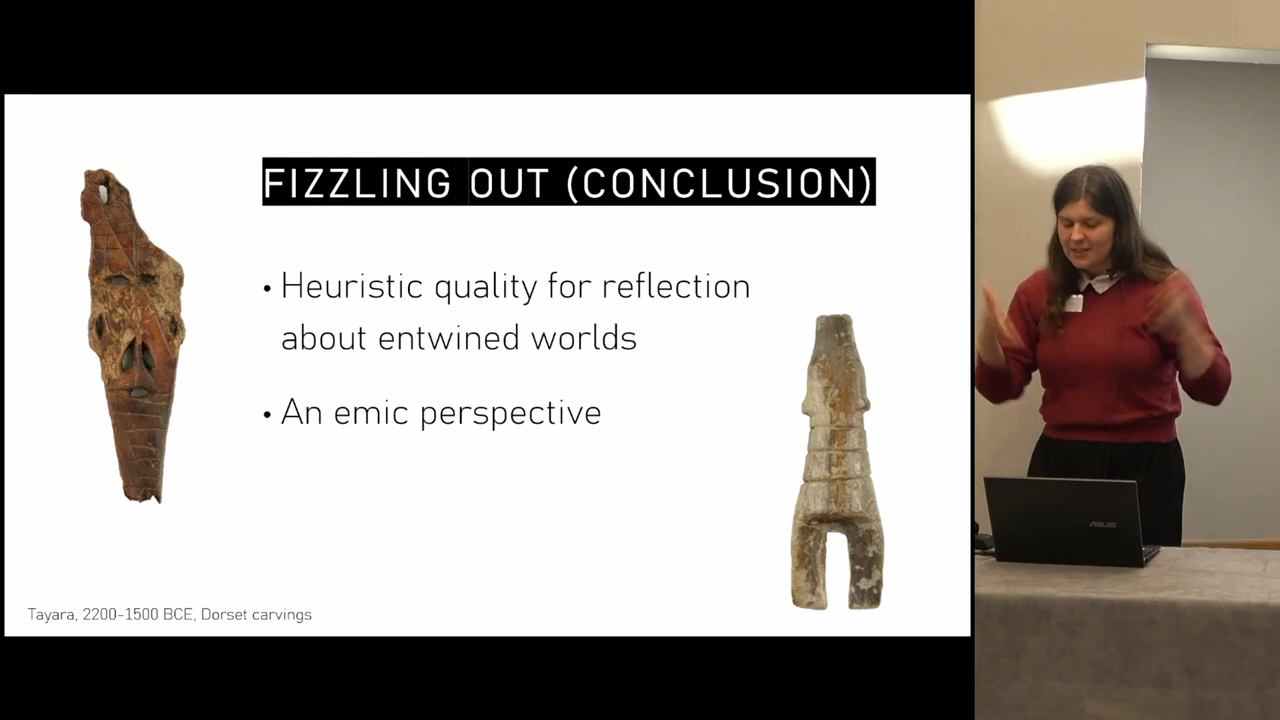 FIZZLING OUT (CONCLUSION)
• Heuristic quality for reflection
about entwined worlds
• An emic perspective
Tayara, 2200-1500 BCE, Dorset carvings
ASUS